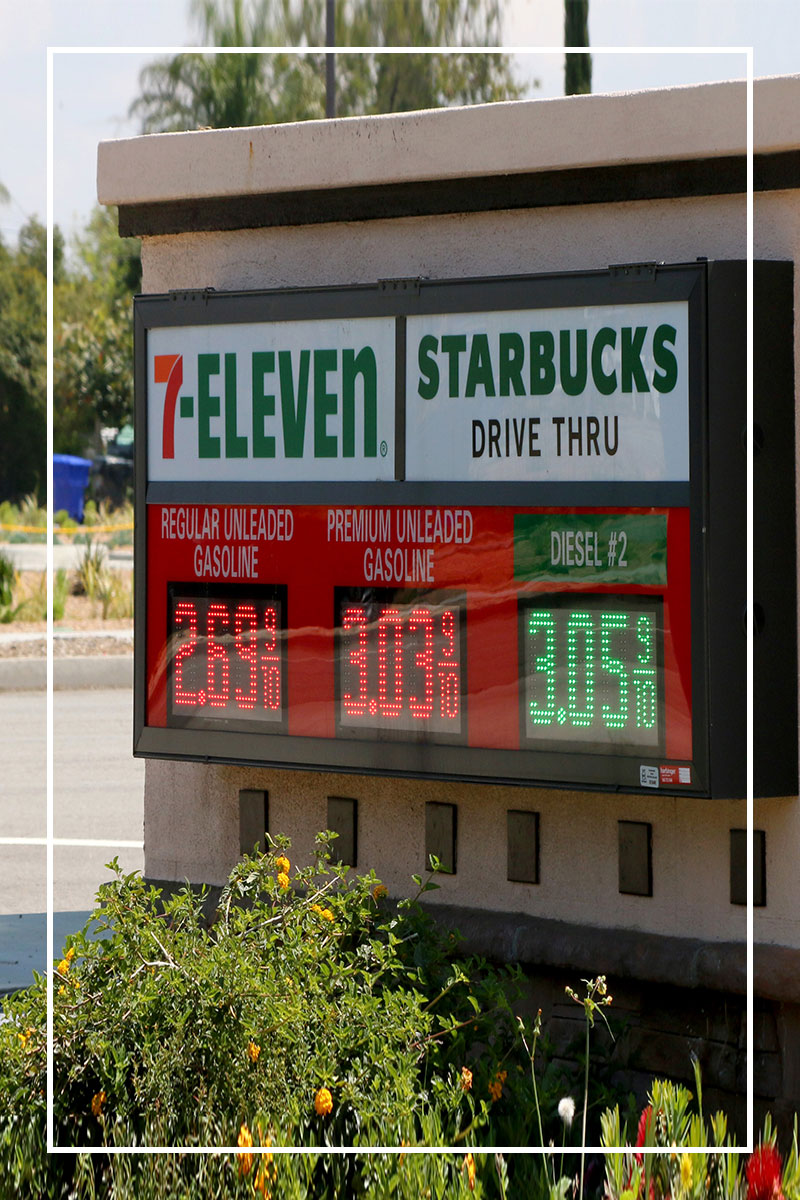 7-ELEVEN®
STARBUCKS
DRIVE THRU
REGULAR UNLEADED
GASOLINE
PREMIUM UNLEADED
GASOLINE
DIESEL #2
2.69 9/10
3.03 9/10
3.05 9/10